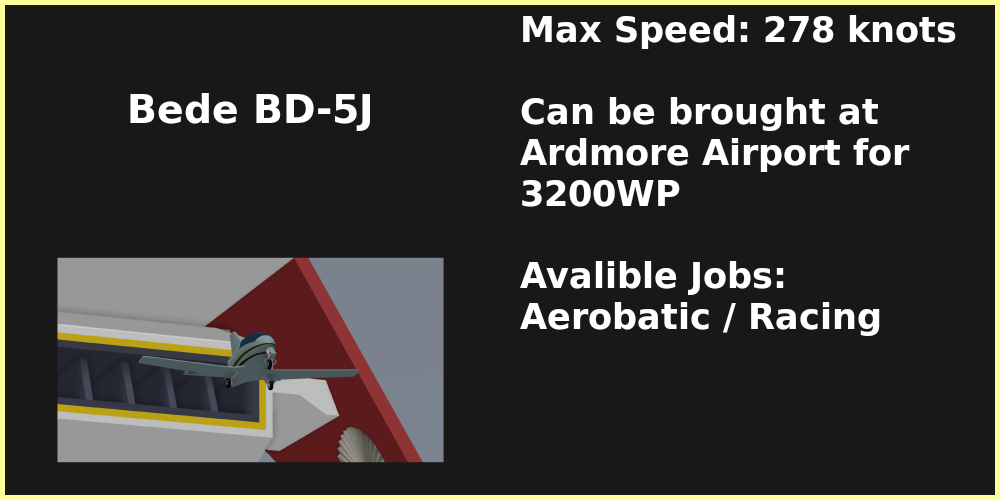 Bede BD-5J
Max Speed: 278 knots
Can be brought at
Ardmore Airport for
3200WP
Avalible Jobs:
Aerobatic / Racing